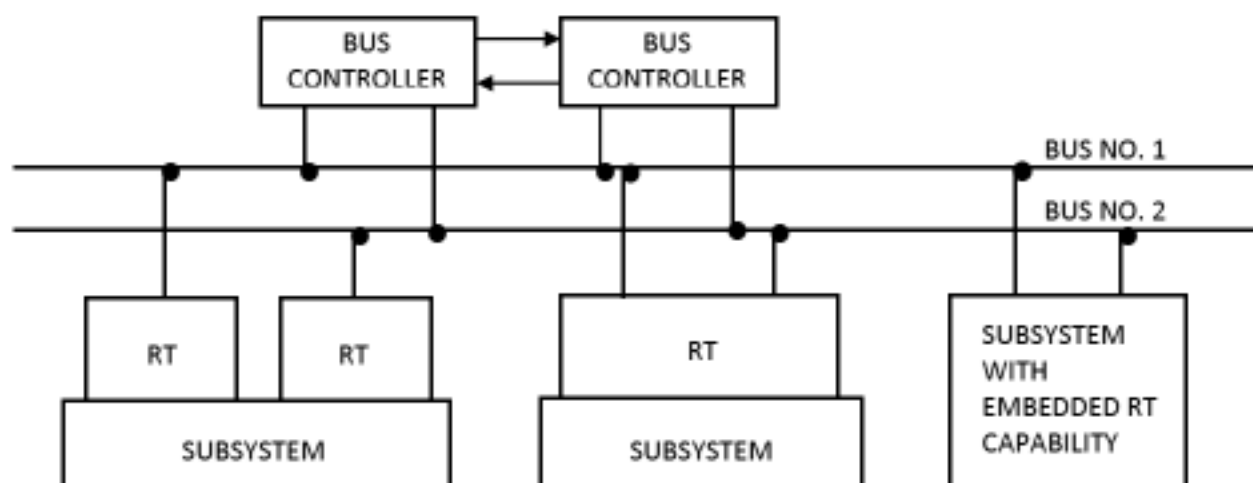 BUS
CONTROLLER
BUS
CONTROLLER
BUS NO. 1
BUS NO. 2
RT
RT
RT
SUBSYSTEM
WITH
EMBEDDED RT
CAPABILITY
SUBSYSTEM
SUBSYSTEM